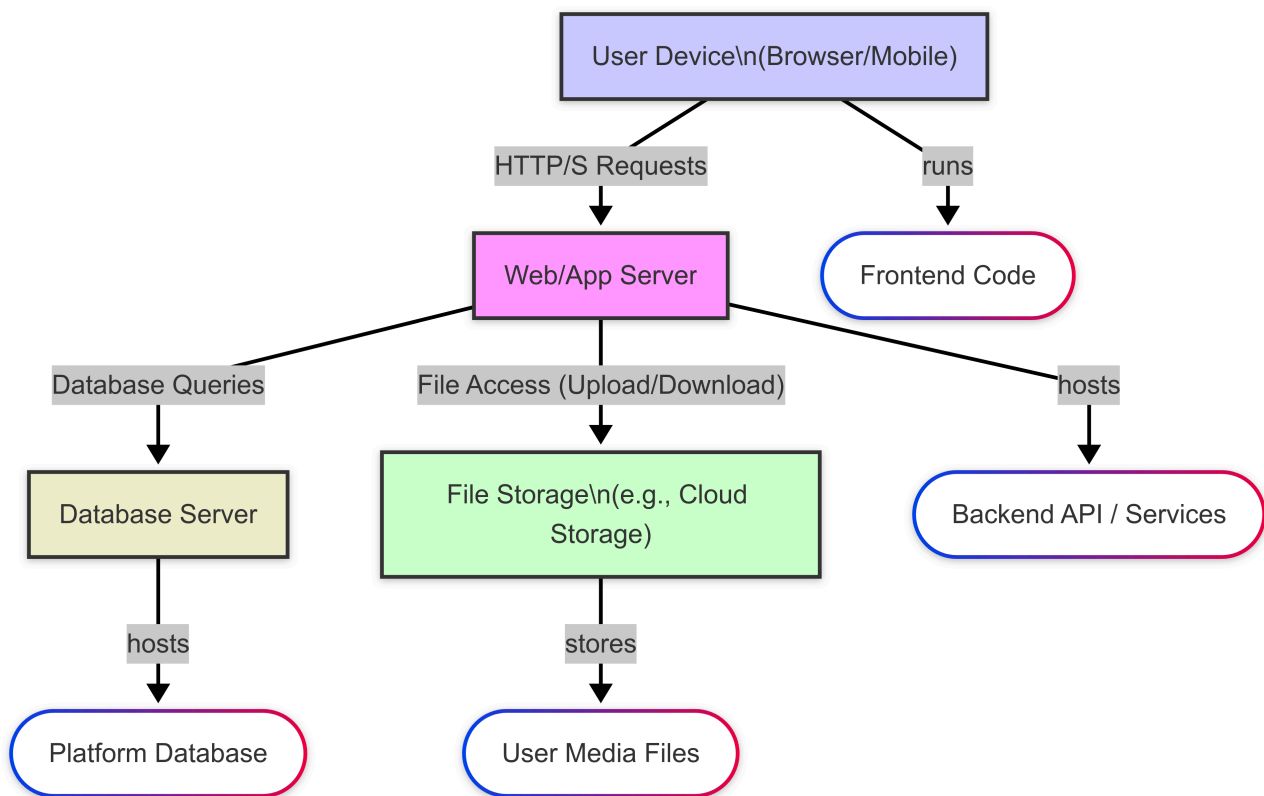 User Device\n(Browser/Mobile)
HTTP/S Requests
runs
Web/App Server
Frontend Code
Database Queries
File Access (Upload/Download)
hosts
Database Server
File Storage\n(e.g., Cloud
Storage)
Backend API / Services
hosts
stores
Platform Database
User Media Files